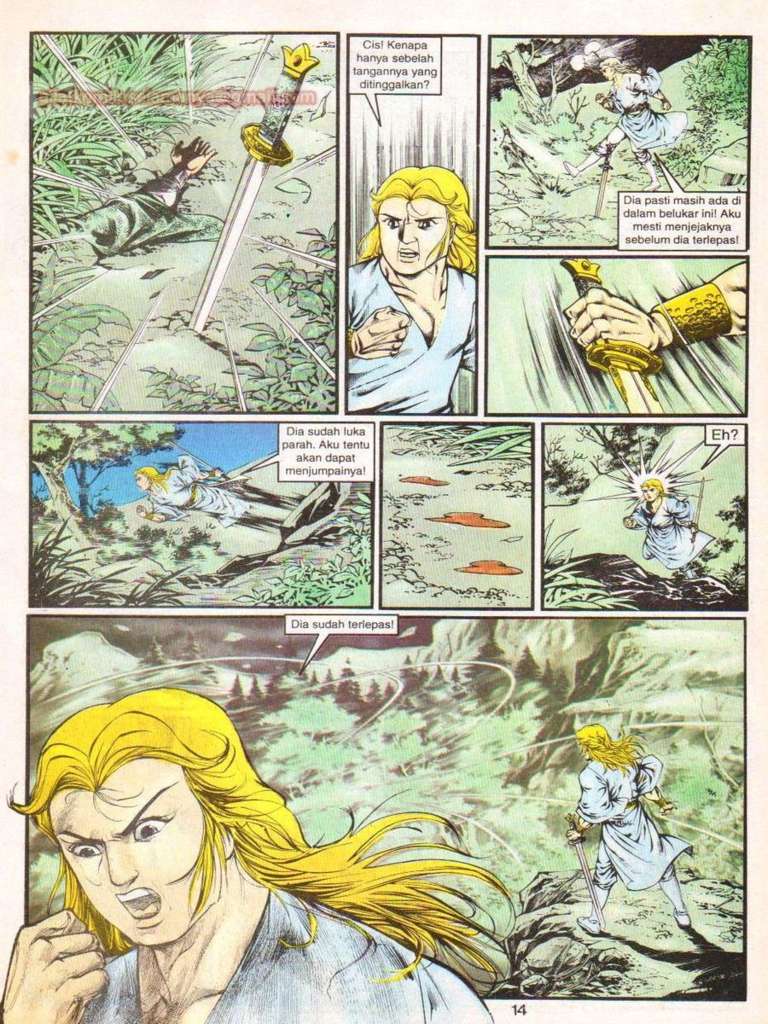 Cis! Kenapa
hanya sebelah
tangannya yang
ditinggalkan?
Dia pasti masih ada di
dalam belukar ini! Aku
mesti menjejaknya
sebelum dia terlepas!
Dia sudah luka
parah. Aku tentu
akan dapat
menjumpainya!
Eh?
Dia sudah terlepas!
14